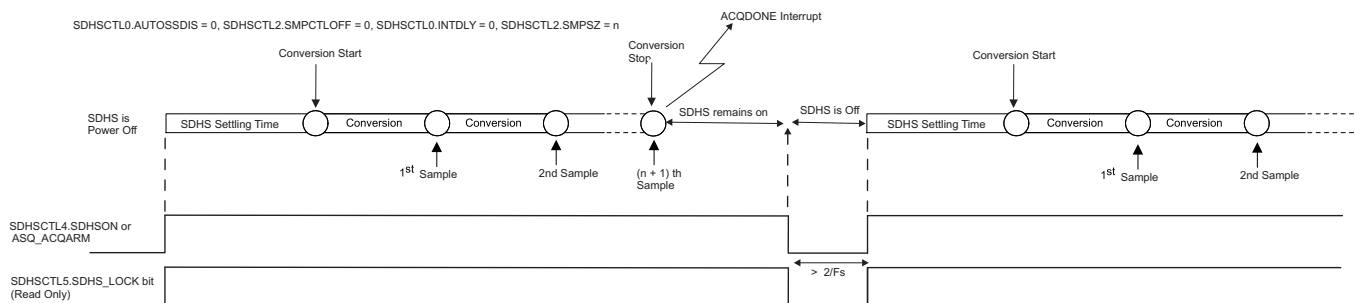 ACQDONE Interrupt
SDHSCTL0.AUTOSSDIS = 0, SDHSCTL2.SMPCTLOFF = 0, SDHSCTL0.INTDLY = 0, SDHSCTL2.SMPSZ = n
Conversion Start
Conversion
Stop
Conversion Start
SDHS is
Power Off
SDHS Settling Time
Conversion
Conversion
SDHS remains on
SDHS is Off
SDHS Settling Time
Conversion
Conversion
1st Sample
2nd Sample
(n + 1) th
Sample
1st Sample
2nd Sample
SDHSCTL4.SDHSON or
ASQ_ACQARM
> 2/Fs
SDHSCTL5.SDHS_LOCK bit
(Read Only)